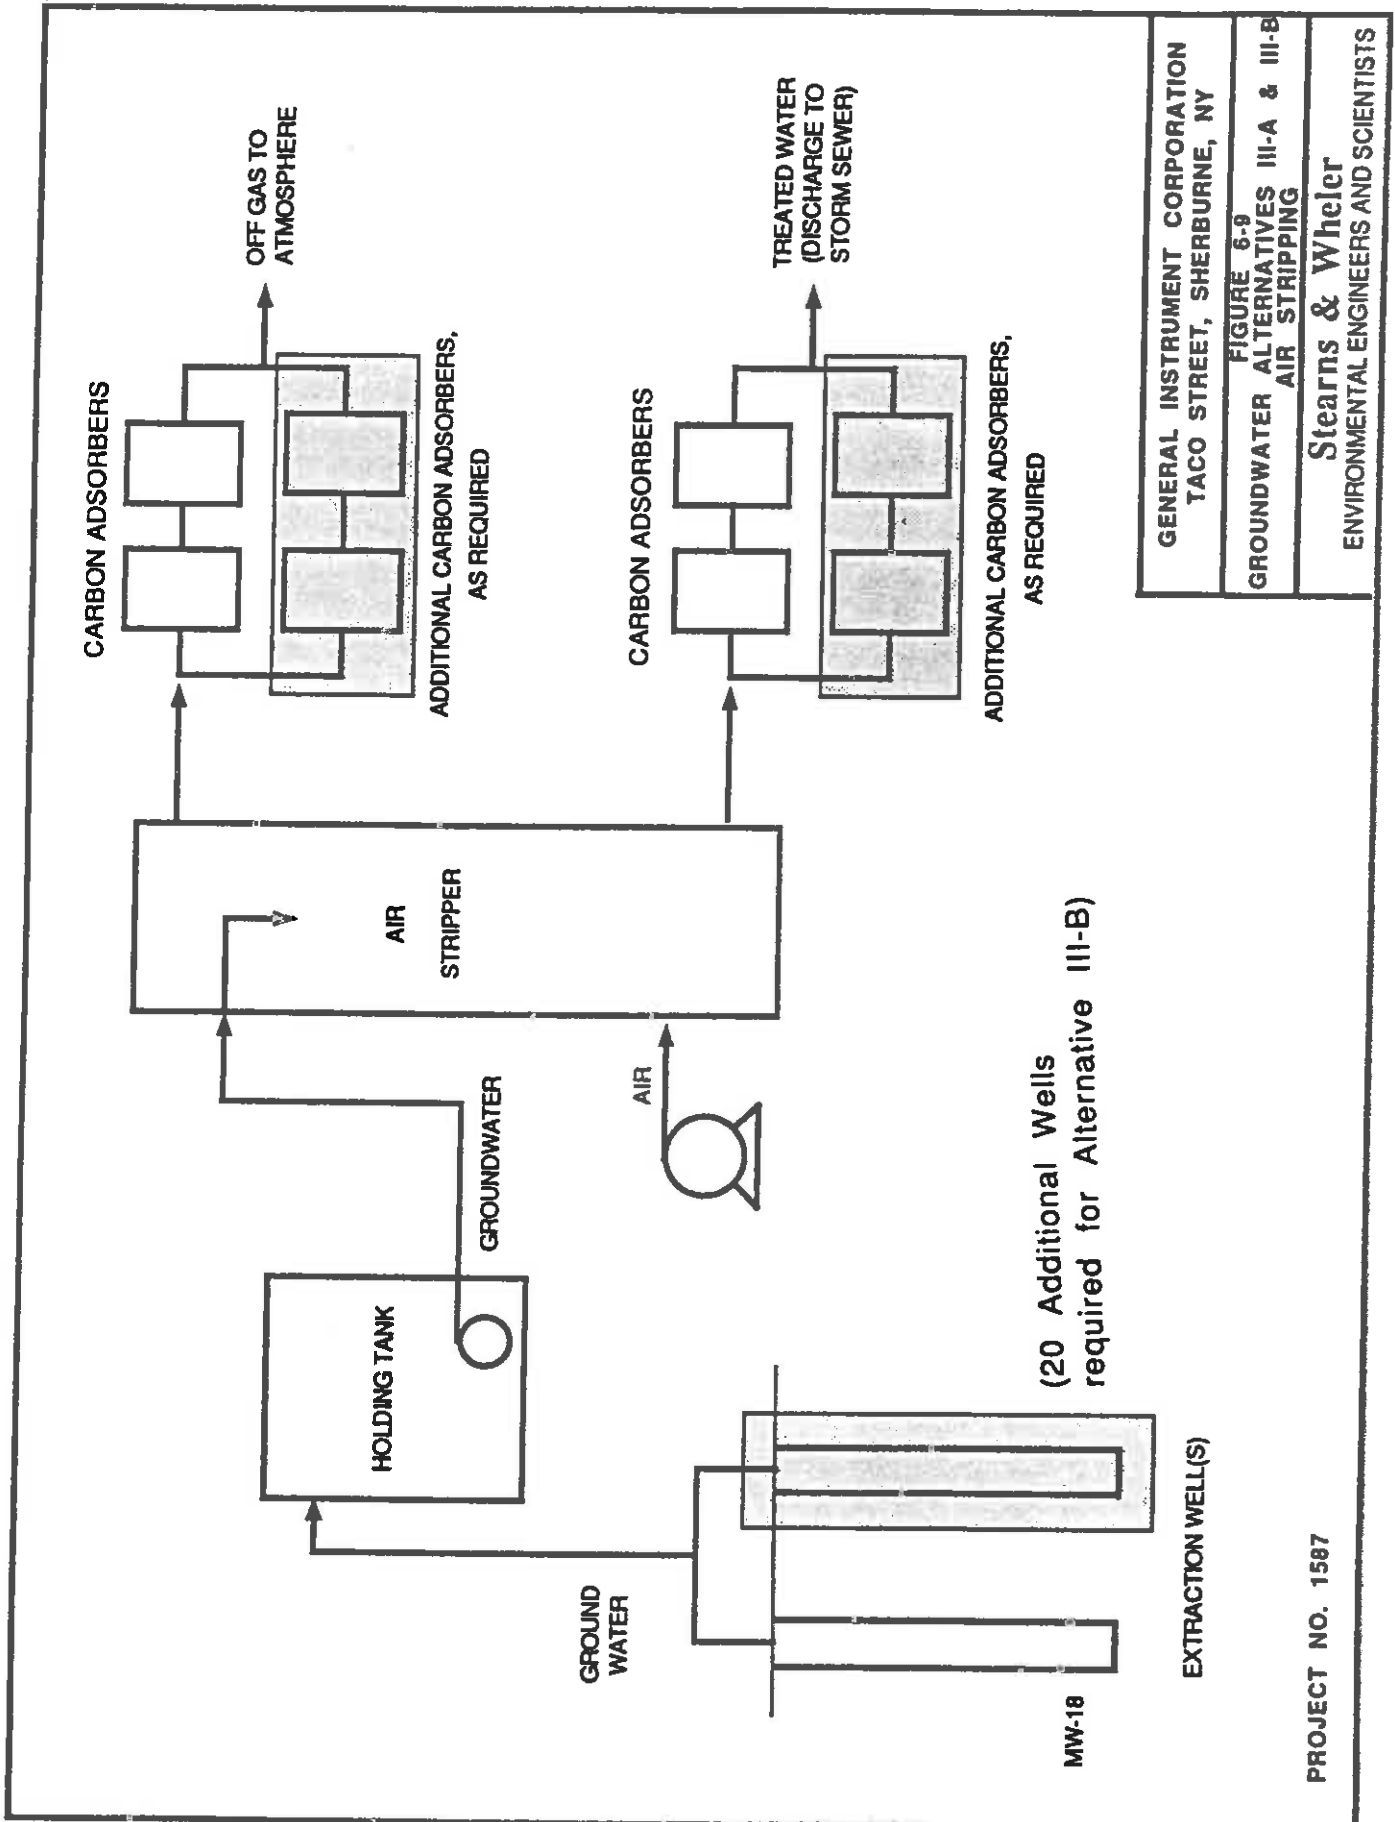 CARBON ADSORBERS
OFF GAS TO
ATMOSPHERE
ADDITIONAL CARBON ADSORBERS,
AS REQUIRED
AIR
STRIPPER
HOLDING TANK
GROUNDWATER
AIR
GROUND
WATER
CARBON ADSORBERS
TREATED WATER
(DISCHARGE TO
STORM SEWER)
ADDITIONAL CARBON ADSORBERS,
AS REQUIRED
(20 Additional Wells
required for Alternative III-B)
MW-18
EXTRACTION WELL(S)
PROJECT NO. 1587
GENERAL INSTRUMENT CORPORATION
TACO STREET, SHERBURNE, NY
FIGURE 6-9
GROUNDWATER ALTERNATIVES III-A & III-B
AIR STRIPPING
Stearns & Wheler
ENVIRONMENTAL ENGINEERS AND SCIENTISTS